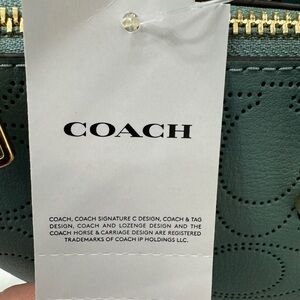 COACH
COACH, COACH SIGNATURE C DESIGN, COACH & TAG
DESIGN, COACH AND LOZENGE DESIGN AND THE
COACH HORSE & CARRIAGE DESIGN ARE REGISTERED
TRADEMARKS OF COACH IP HOLDINGS LLC.